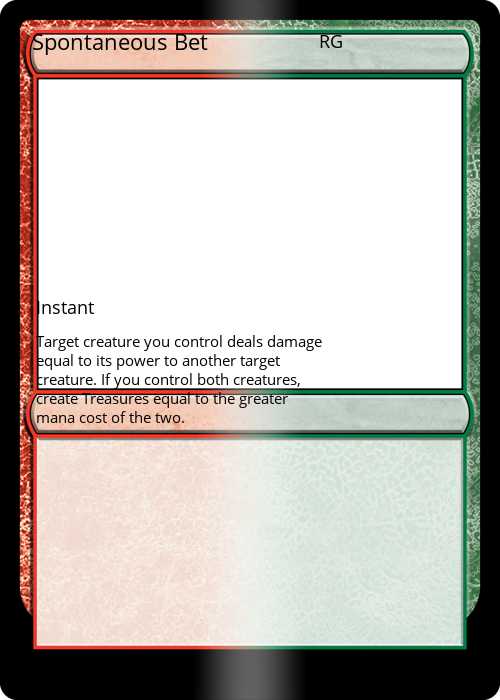 Spontaneous Bet RG
Instant
Target creature you control deals damage
equal to its power to another target
creature. If you control both creatures,
create Treasures equal to the greater
mana cost of the two.